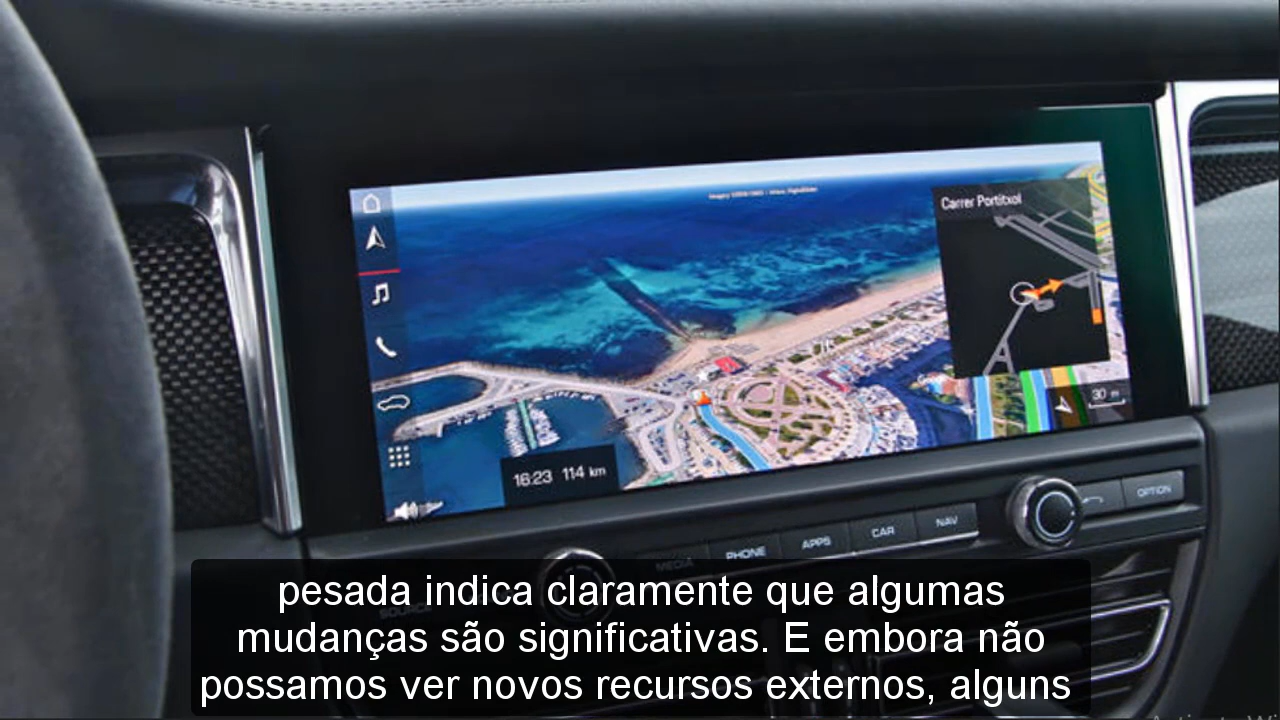 Carrer Portitxol
30 m
16:23 114 km
MEDIA PHONE APPS CAR NAV OPTION
pesada indica claramente que algumas
mudanças são significativas. E embora não
possamos ver novos recursos externos, alguns